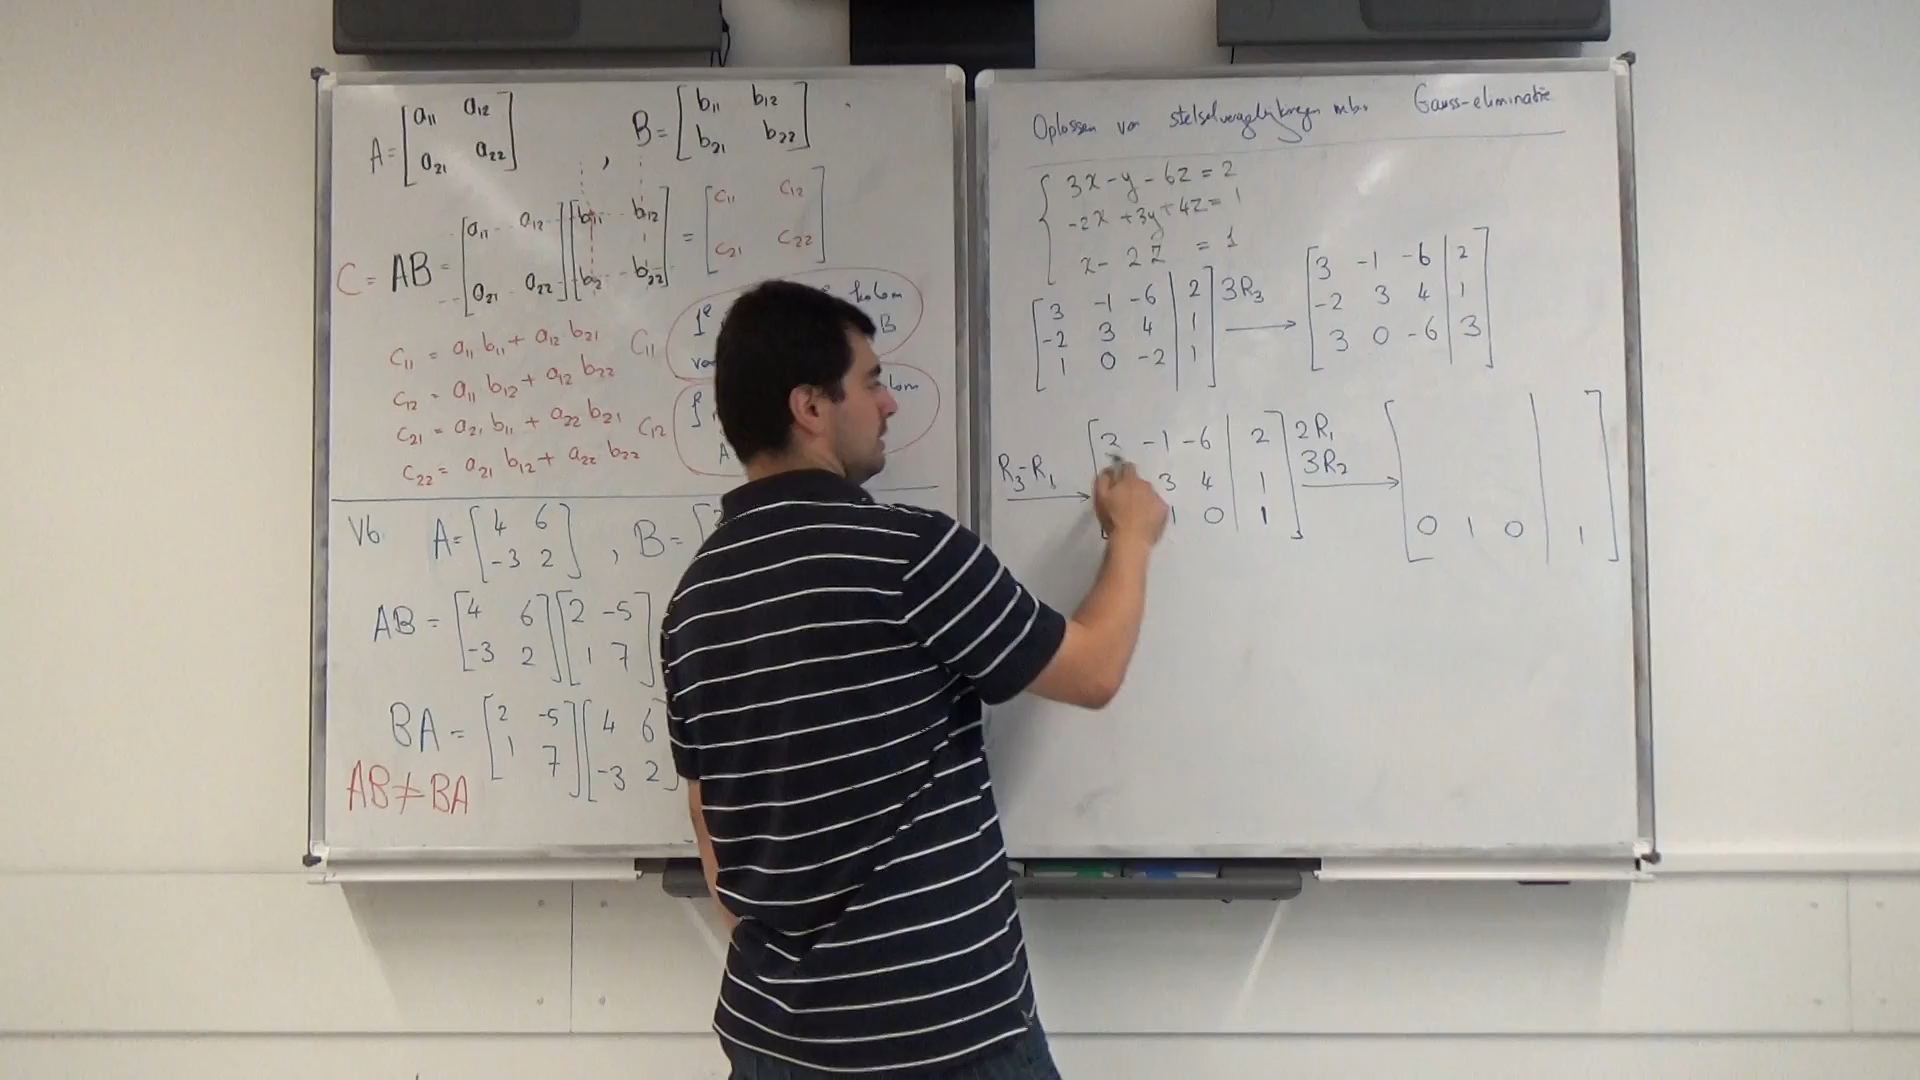 A = [ a11 a12
a21 a22 ] , B = [ b11 b12
b21 b22 ]
C = AB = [ a11 a12
a21 a22 ] [ b11 b12
b2 b22 ] = [ c11 c12
c21 c22 ]
c11 = a11 b11 + a12 b21
c12 = a11 b12 + a12 b22
c21 = a21 b11 + a22 b21
c22 = a21 b12 + a22 b22
C11 1e kolom
B
C12
A
V6 A = [ 4 6
-3 2 ] , B = [
AB = [ 4 6
-3 2 ] [ 2 -5
1 7 ]
BA = [ 2 -5
1 7 ] [ 4 6
-3 2 ]
AB ≠ BA
Oplossen van stelselvergelijkingen m.b.v. Gauss-eliminatie
3x - y - 6z = 2
-2x + 3y + 4z = 1
x - 2z = 1
[ 3 -1 -6 | 2
-2 3 4 | 1
1 0 -2 | 1 ] 3R3 → [ 3 -1 -6 | 2
-2 3 4 | 1
3 0 -6 | 3 ]
R3-R1 → [ 3 -1 -6 | 2
3 4 | 1
1 0 | 1 ] 2R1
3R2 → [
0 1 0 | 1 ]